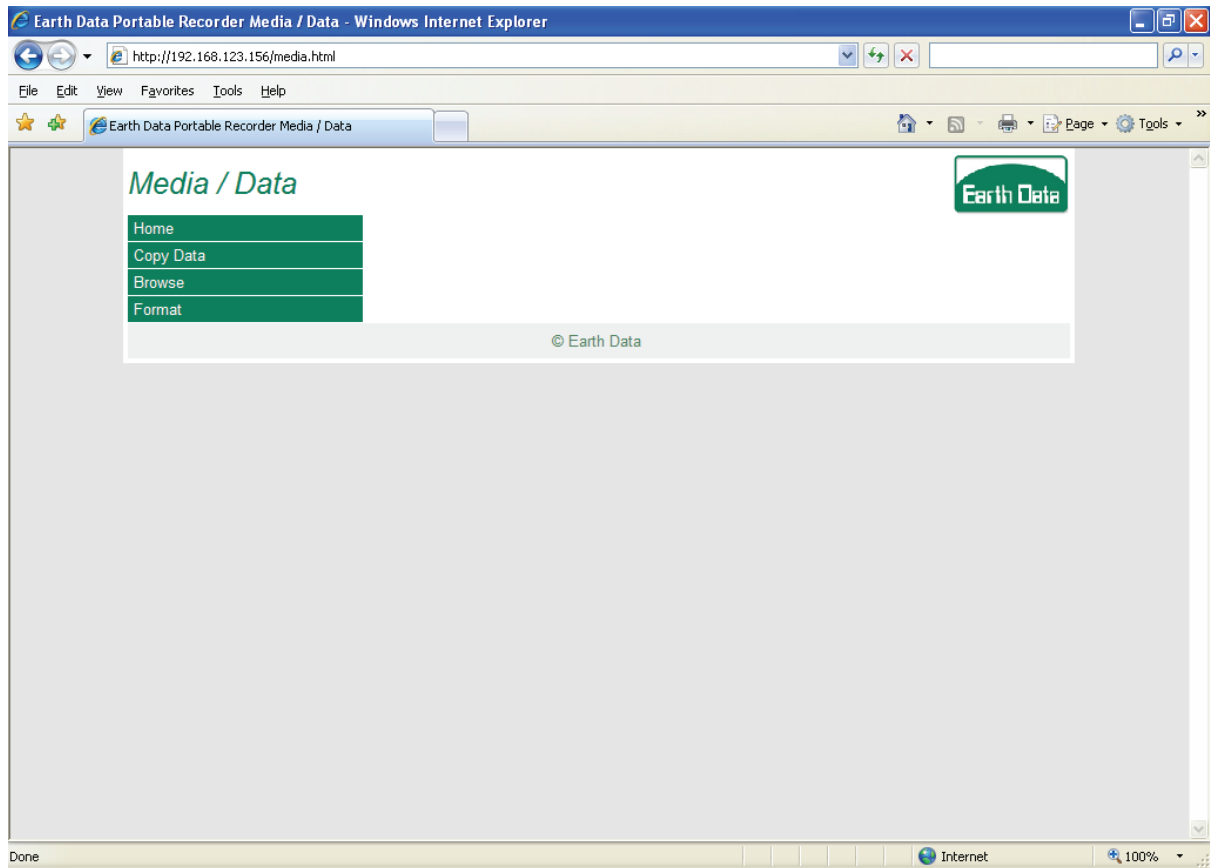 Earth Data Portable Recorder Media / Data - Windows Internet Explorer
http://192.168.123.156/media.html
File Edit View Favorites Tools Help
Earth Data Portable Recorder Media / Data Page Tools »
Media / Data
Earth Data
Home
Copy Data
Browse
Format
© Earth Data
Done Internet 100%